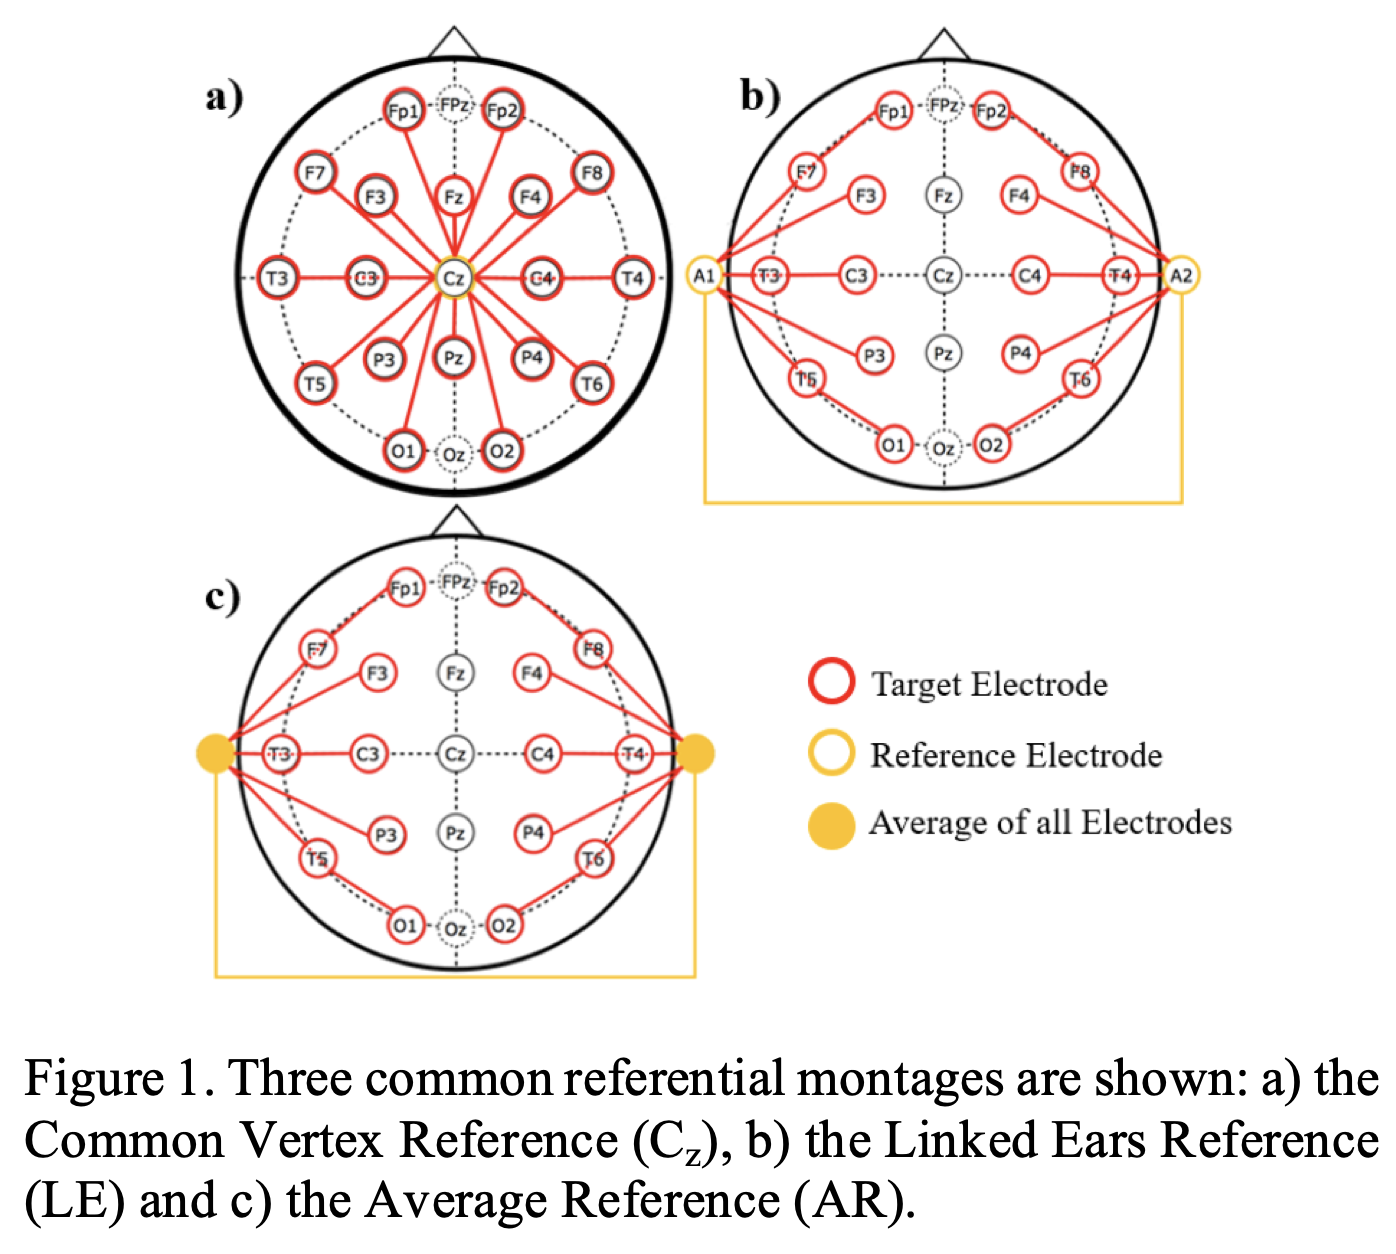 a)
Fp1 FPz Fp2
F7 F3 Fz F4 F8
T3 C3 Cz C4 T4
T5 P3 Pz P4 T6
O1 Oz O2
b)
Fp1 FPz Fp2
F7 F3 Fz F4 F8
A1 T3 C3 Cz C4 T4 A2
T5 P3 Pz P4 T6
O1 Oz O2
c)
Fp1 FPz Fp2
F7 F3 Fz F4 F8
T3 C3 Cz C4 T4
T5 P3 Pz P4 T6
O1 Oz O2
Target Electrode
Reference Electrode
Average of all Electrodes
Figure 1. Three common referential montages are shown: a) the
Common Vertex Reference (Cz), b) the Linked Ears Reference
(LE) and c) the Average Reference (AR).